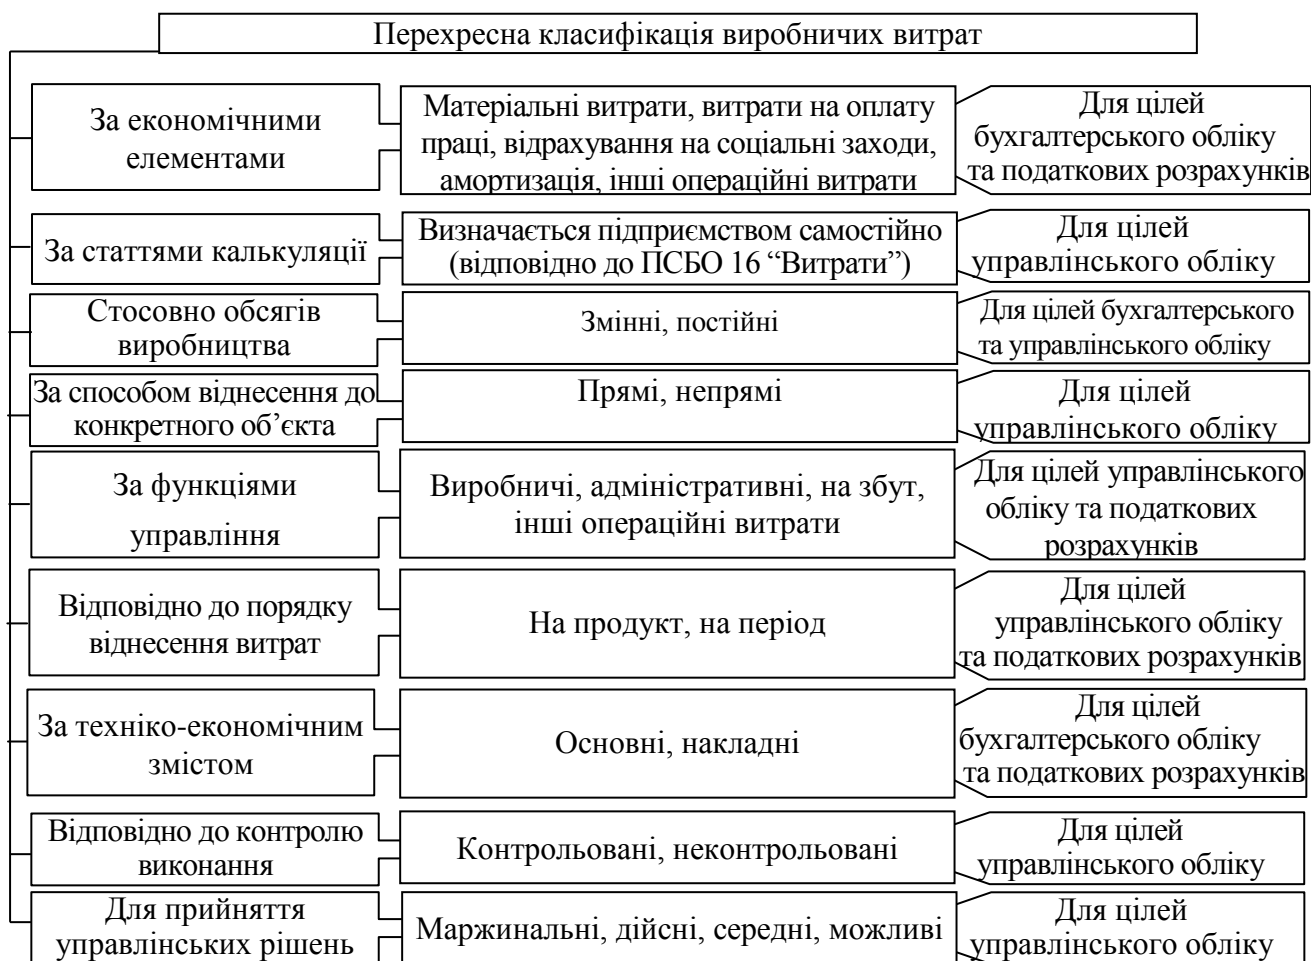 Перехресна класифікація виробничих витрат
За економічними
елементами
Матеріальні витрати, витрати на оплату
праці, відрахування на соціальні заходи,
амортизація, інші операційні витрати
Для цілей
бухгалтерського обліку
та податкових розрахунків
За статтями калькуляції
Визначається підприємством самостійно
(відповідно до ПСБО 16 “Витрати”)
Для цілей
управлінського обліку
Стосовно обсягів
виробництва
Змінні, постійні
Для цілей бухгалтерського
та управлінського обліку
За способом віднесення до
конкретного об’єкта
Прямі, непрямі
Для цілей
управлінського обліку
За функціями
управління
Виробничі, адміністративні, на збут,
інші операційні витрати
Для цілей управлінського
обліку та податкових
розрахунків
Відповідно до порядку
віднесення витрат
На продукт, на період
Для цілей
управлінського обліку
та податкових розрахунків
За техніко-економічним
змістом
Основні, накладні
Для цілей
бухгалтерського обліку
та податкових розрахунків
Відповідно до контролю
виконання
Контрольовані, неконтрольовані
Для цілей
управлінського обліку
Для прийняття
управлінських рішень
Маржинальні, дійсні, середні, можливі
Для цілей
управлінського обліку